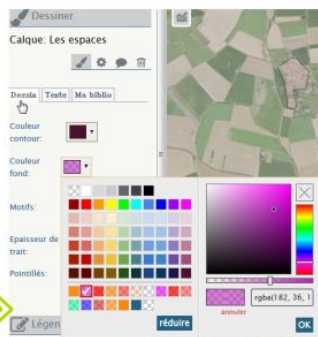 Dessiner
Calque: Les espaces
Dessin Texte Ma biblio
Couleur
contour:
Couleur
fond:
Motifs:
Epaisseur de
trait:
Pointillés:
rgba(182, 36, 1
annuler
réduire
OK
Légen